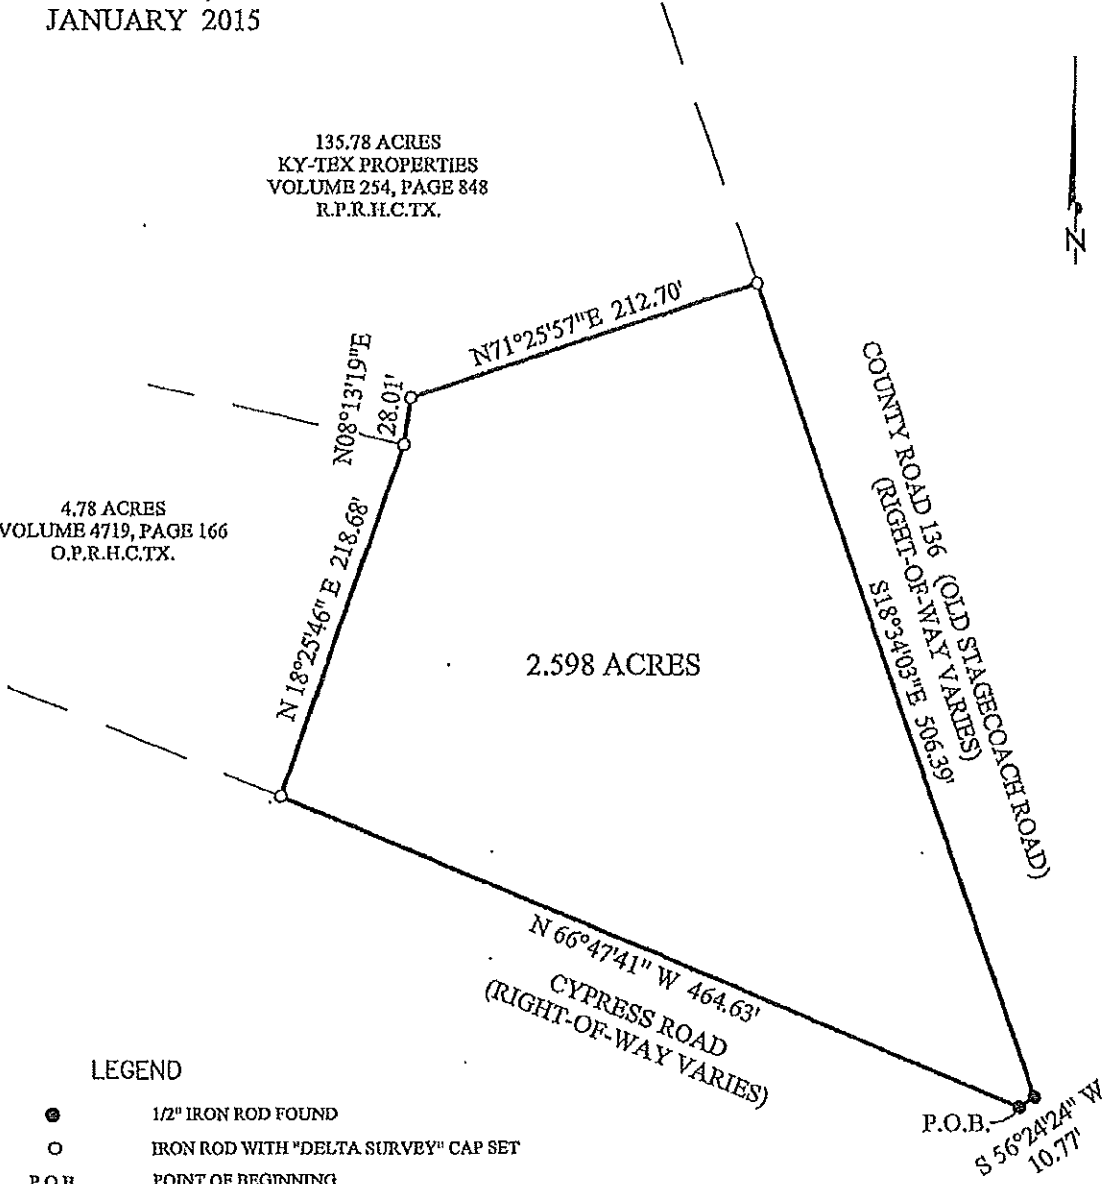 JANUARY 2015
135.78 ACRES
KY-TEX PROPERTIES
VOLUME 254, PAGE 848
R.P.R.H.C.TX.
N
N71°25'57"E 212.70'
N08°13'19"E
28.01'
COUNTY ROAD 136 (OLD STAGECOACH ROAD)
(RIGHT-OF-WAY VARIES)
S18°34'03"E 506.39'
4.78 ACRES
VOLUME 4719, PAGE 166
O.P.R.H.C.TX.
N 18°25'46" E 218.68'
2.598 ACRES
N 66°47'41" W 464.63'
CYPRESS ROAD
(RIGHT-OF-WAY VARIES)
P.O.B.
S 56°24'24" W
10.77'
LEGEND
1/2" IRON ROD FOUND
IRON ROD WITH "DELTA SURVEY" CAP SET
P.O.B. POINT OF BEGINNING